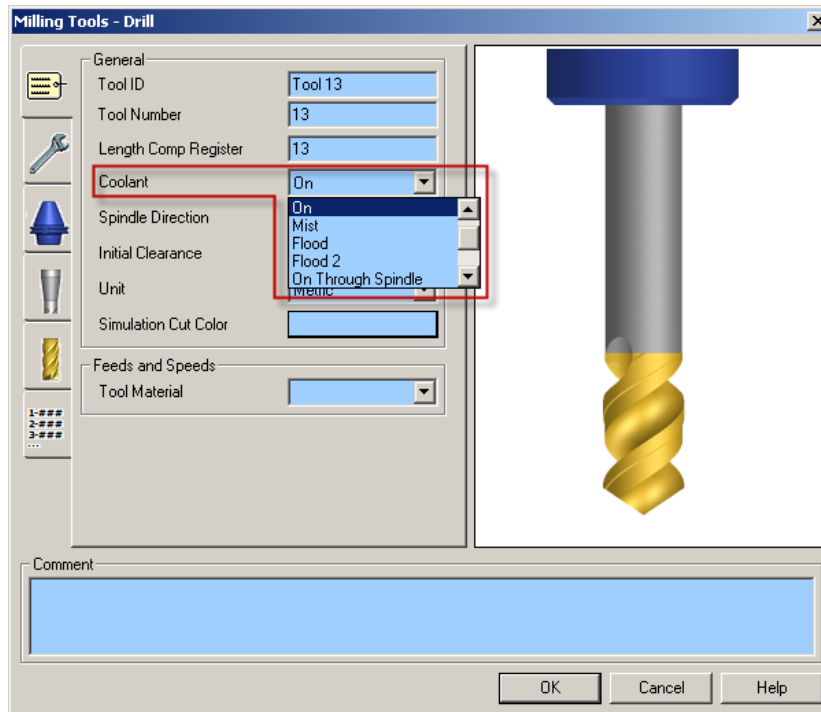 Milling Tools - Drill
General
Tool ID
Tool 13
Tool Number
13
Length Comp Register
13
Coolant
On
On
Mist
Flood
Flood 2
On Through Spindle
Spindle Direction
Initial Clearance
Unit
Metric
Simulation Cut Color
Feeds and Speeds
Tool Material
1-###
2-###
3-###
...
Comment
OK
Cancel
Help